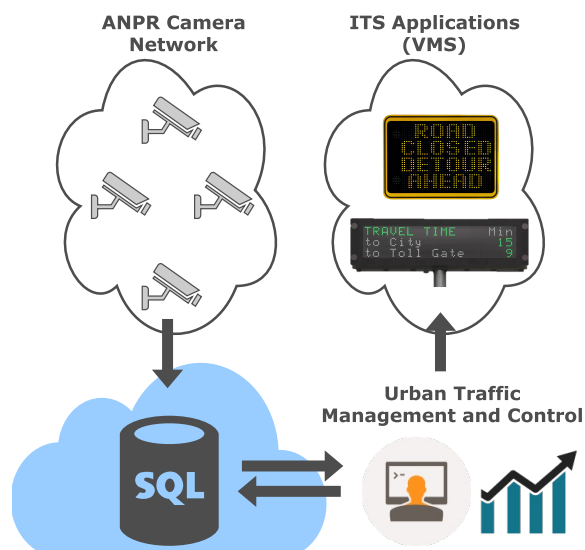 ANPR Camera
Network
ITS Applications
(VMS)
ROAD
CLOSED
DETOUR
AHEAD
TRAVEL TIME Min
to City 15
to Toll Gate 9
Urban Traffic
Management and Control
SQL
>-